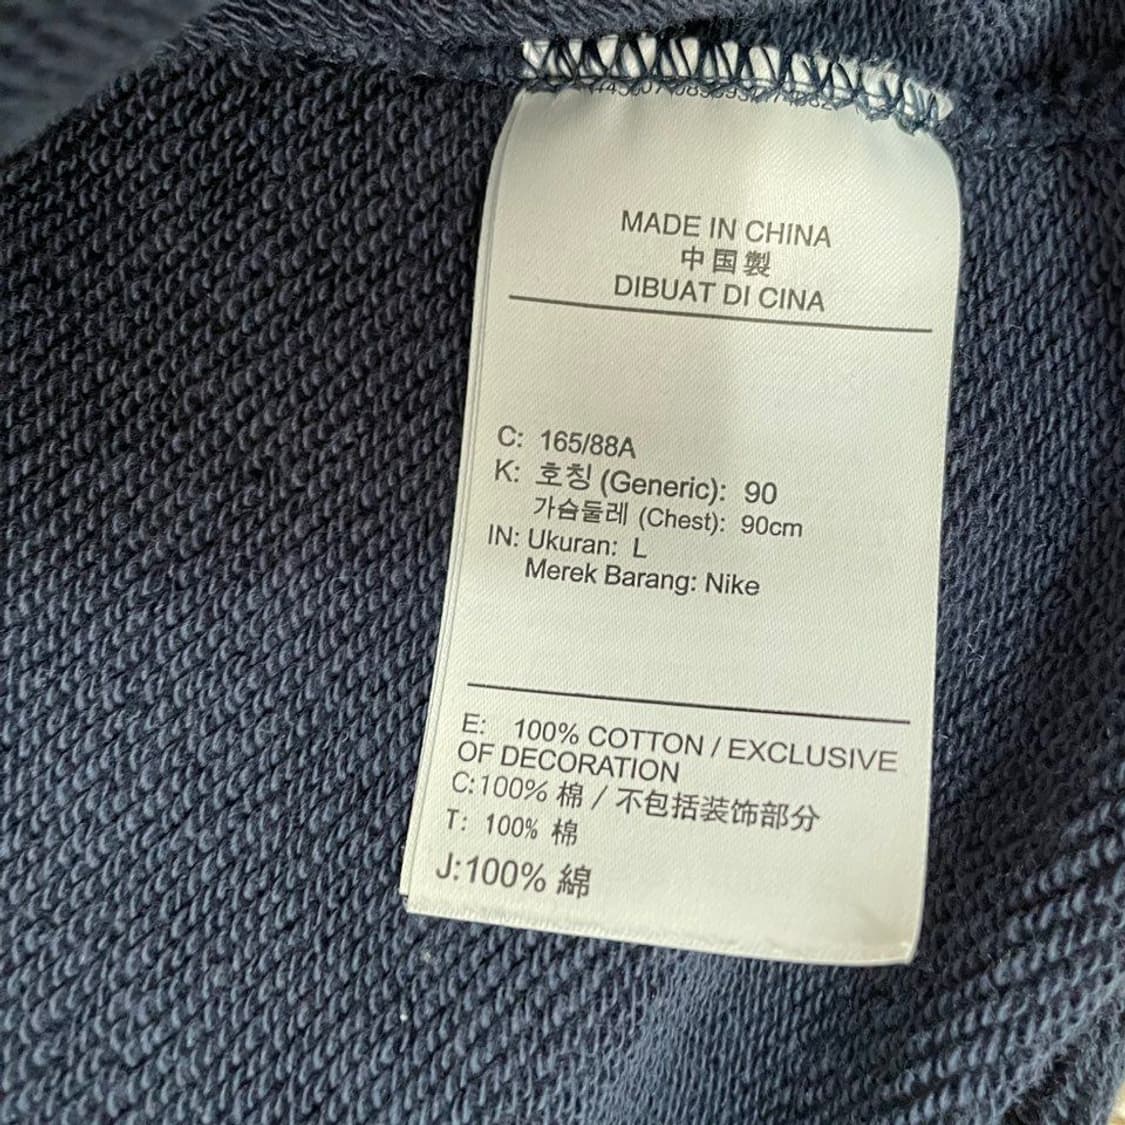 MADE IN CHINA
中国製
DIBUAT DI CINA
C: 165/88A
K: 호칭 (Generic): 90
가슴둘레 (Chest): 90cm
IN: Ukuran: L
Merek Barang: Nike
E: 100% COTTON / EXCLUSIVE
OF DECORATION
C:100% 棉 / 不包括装饰部分
T: 100% 棉
J:100% 綿